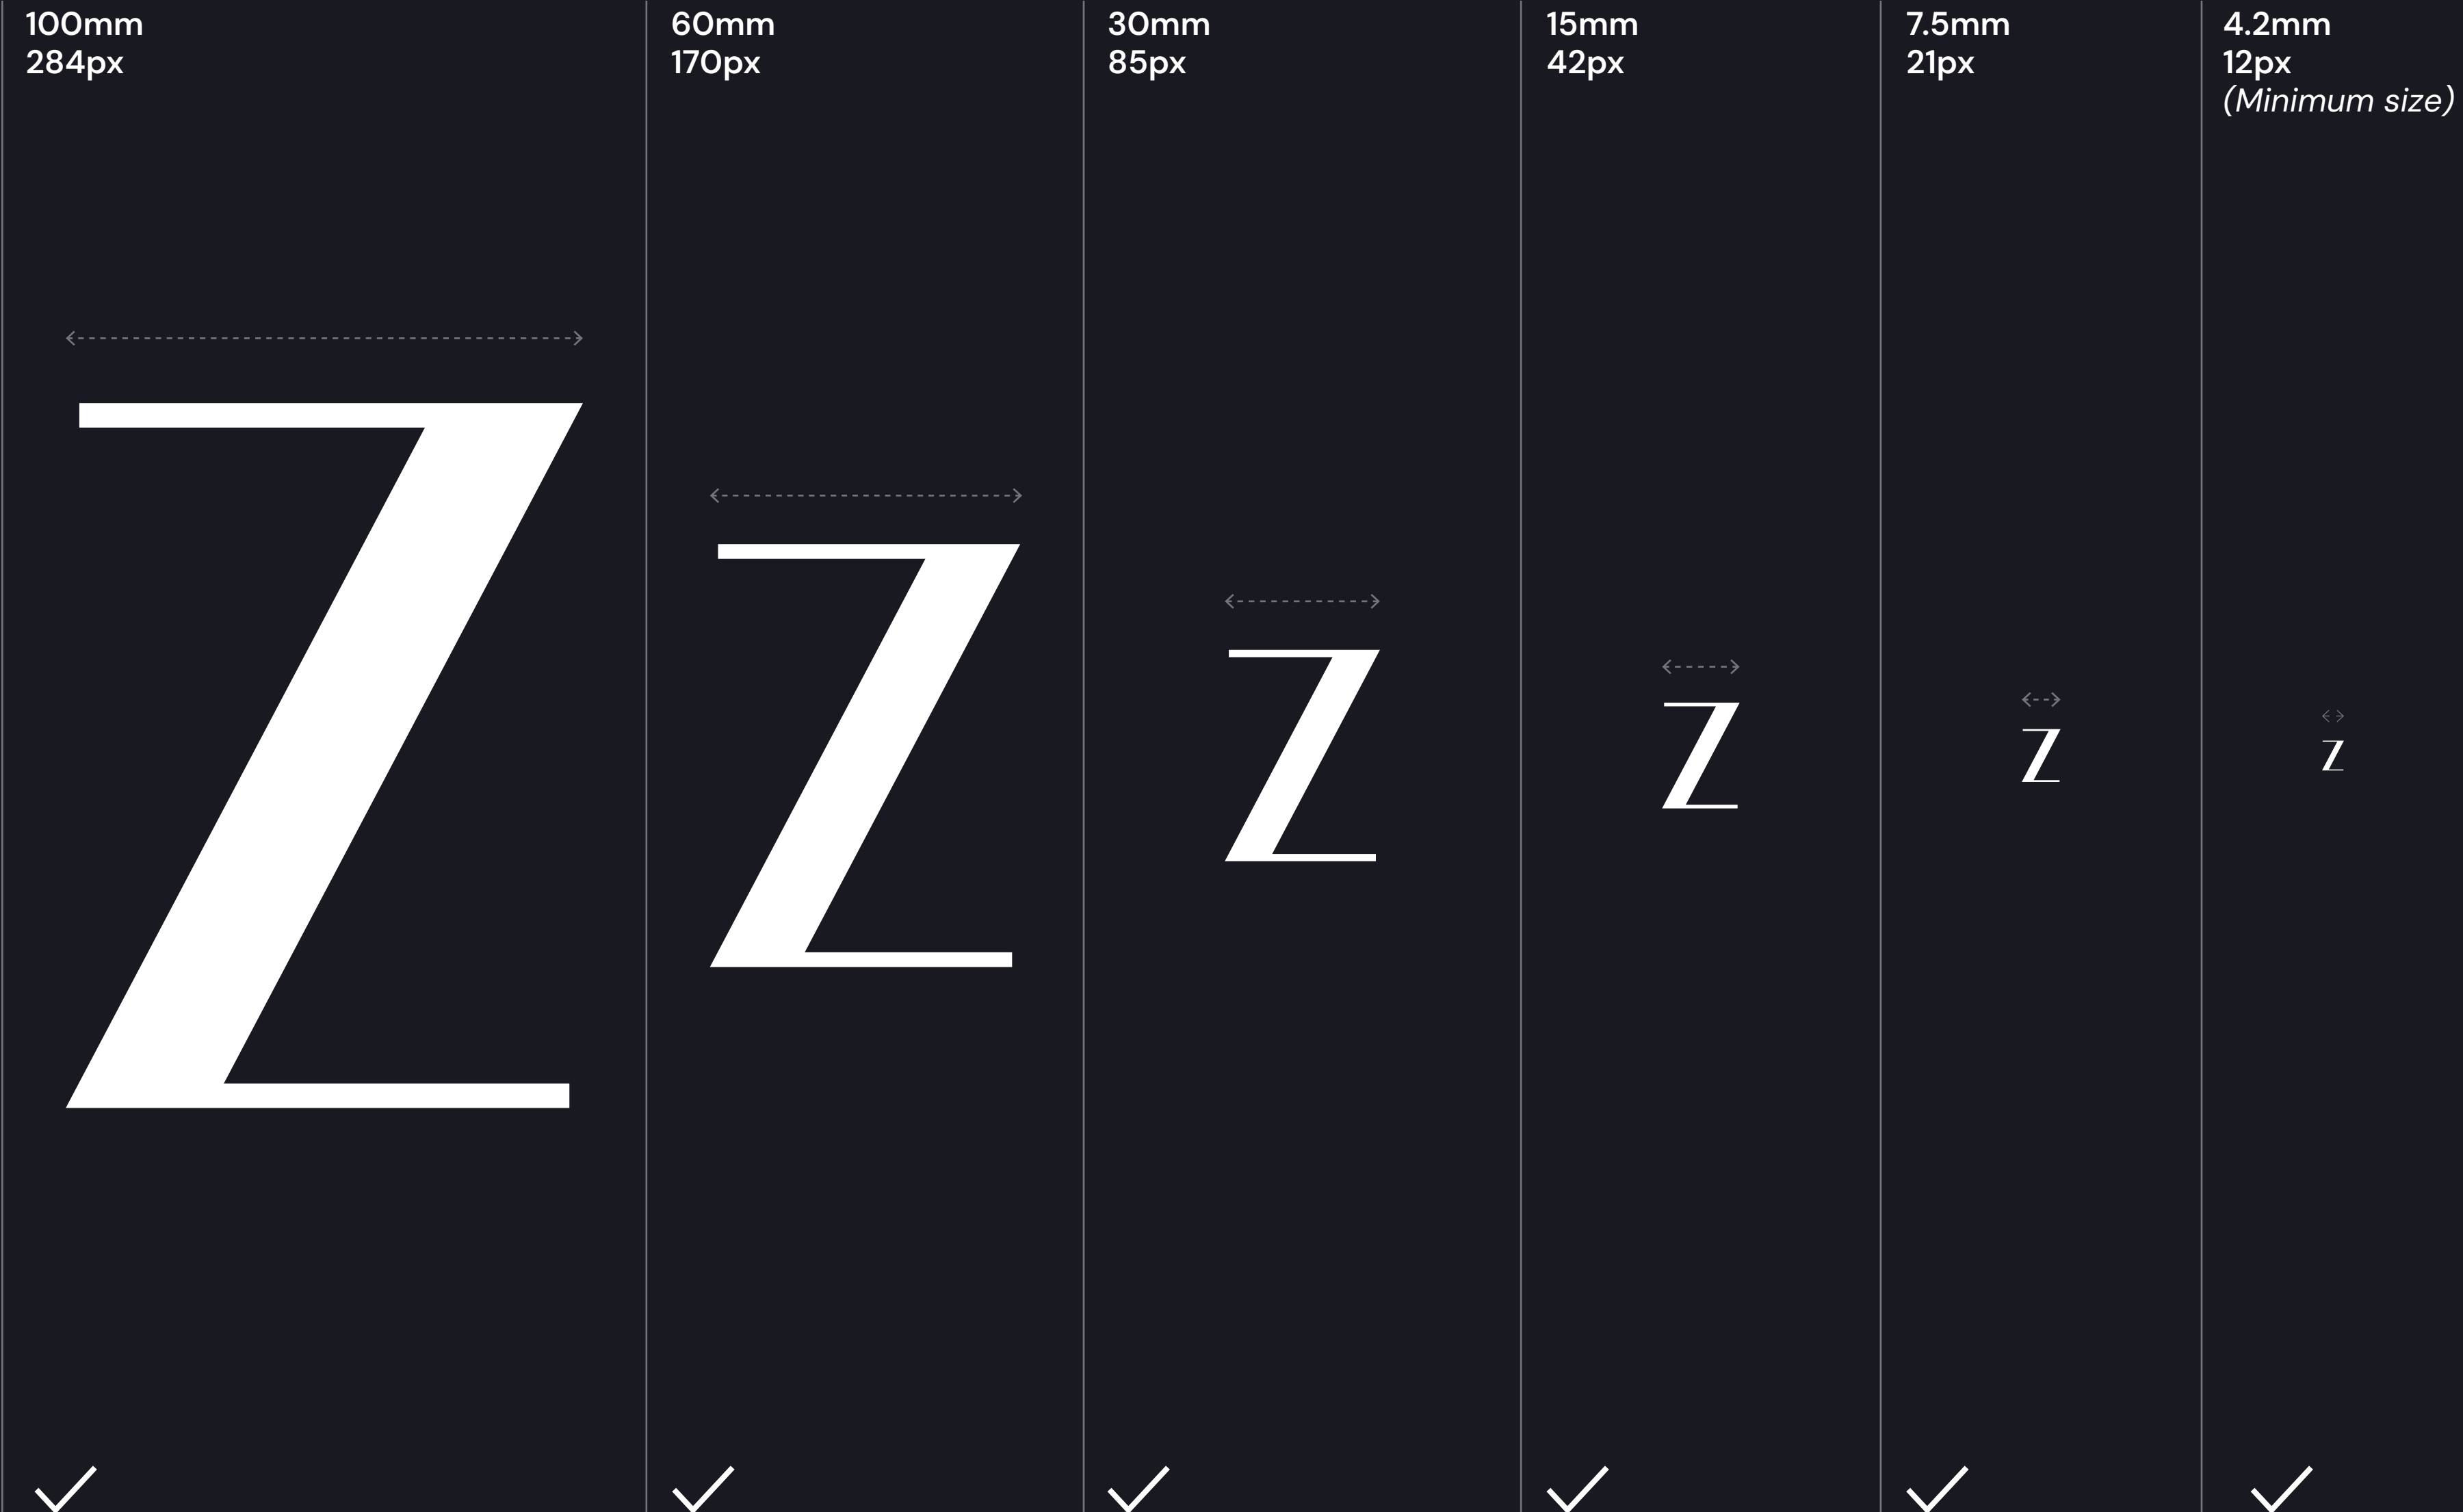 100mm
284px
60mm
170px
30mm
85px
15mm
42px
7.5mm
21px
4.2mm
12px
(Minimum size)
Z
Z
Z
Z
Z
Z